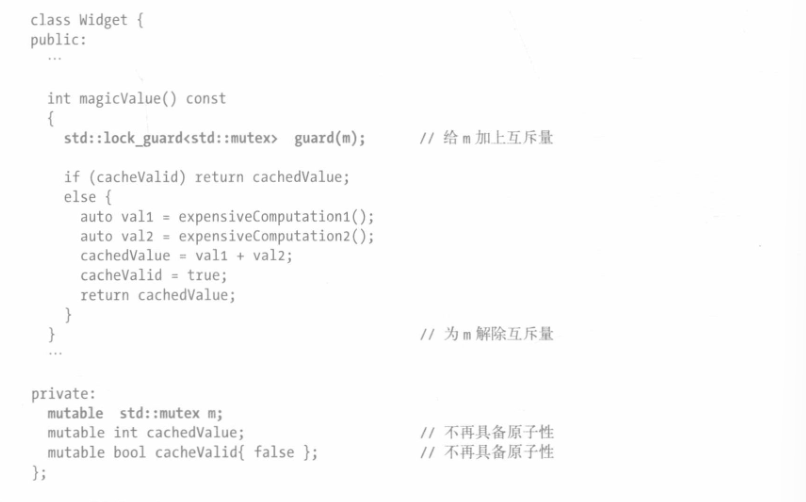 class Widget {
public:
  …
  int magicValue() const
  {
    std::lock_guard<std::mutex>  guard(m);      // 给 m 加上互斥量
    if (cacheValid) return cachedValue;
    else {
      auto val1 = expensiveComputation1();
      auto val2 = expensiveComputation2();
      cachedValue = val1 + val2;
      cacheValid = true;
      return cachedValue;
    }
  }                                             // 为 m 解除互斥量
  …
private:
  mutable  std::mutex m;
  mutable int cachedValue;                      // 不再具备原子性
  mutable bool cacheValid{ false };             // 不再具备原子性
};